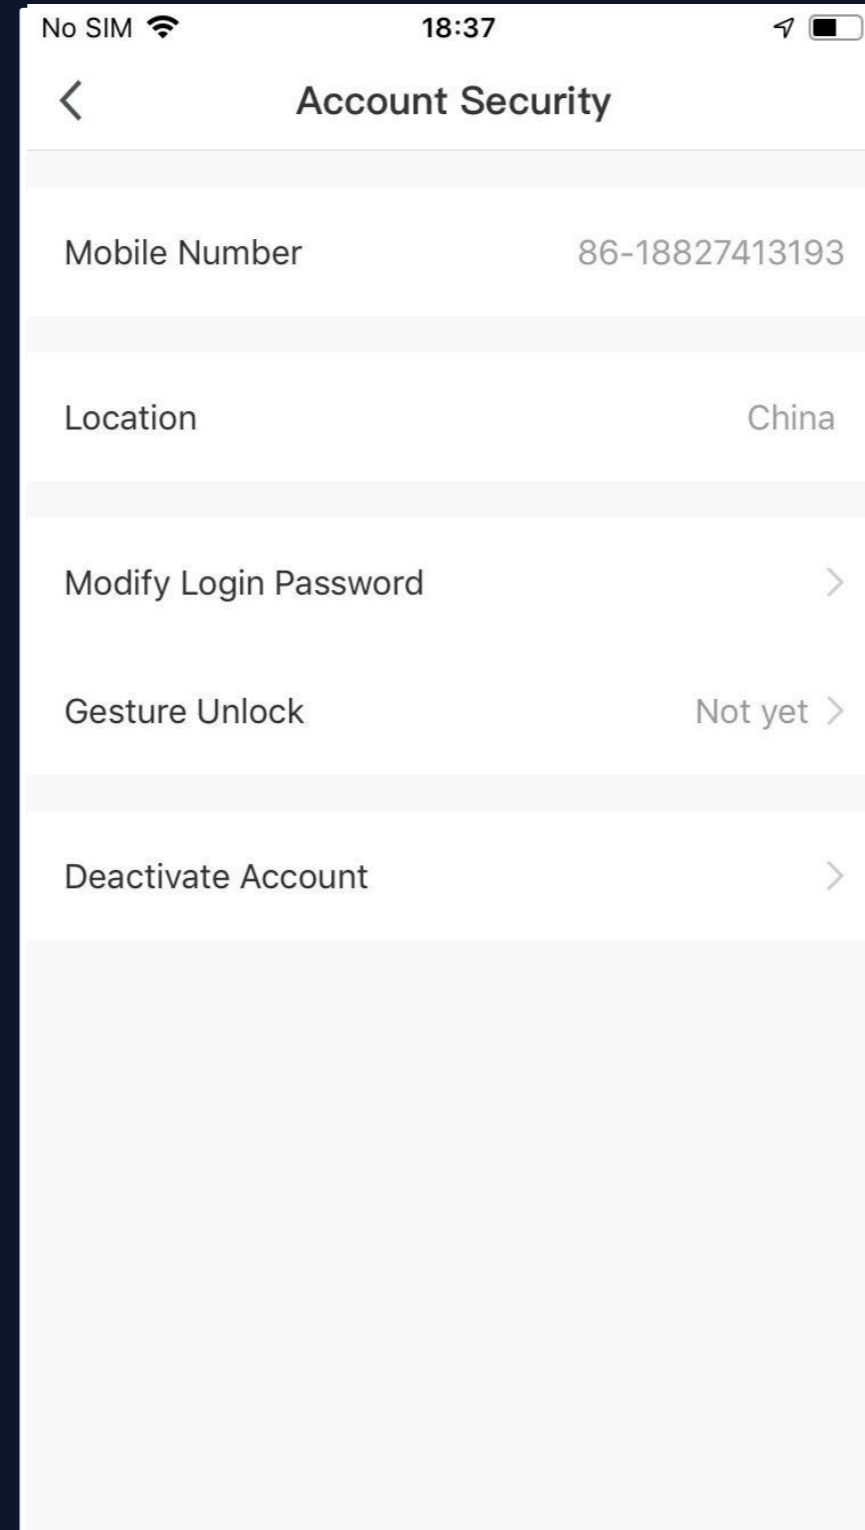 No SIM 18:37
Account Security
Mobile Number 86-18827413193
Location China
Modify Login Password
Gesture Unlock Not yet
Deactivate Account